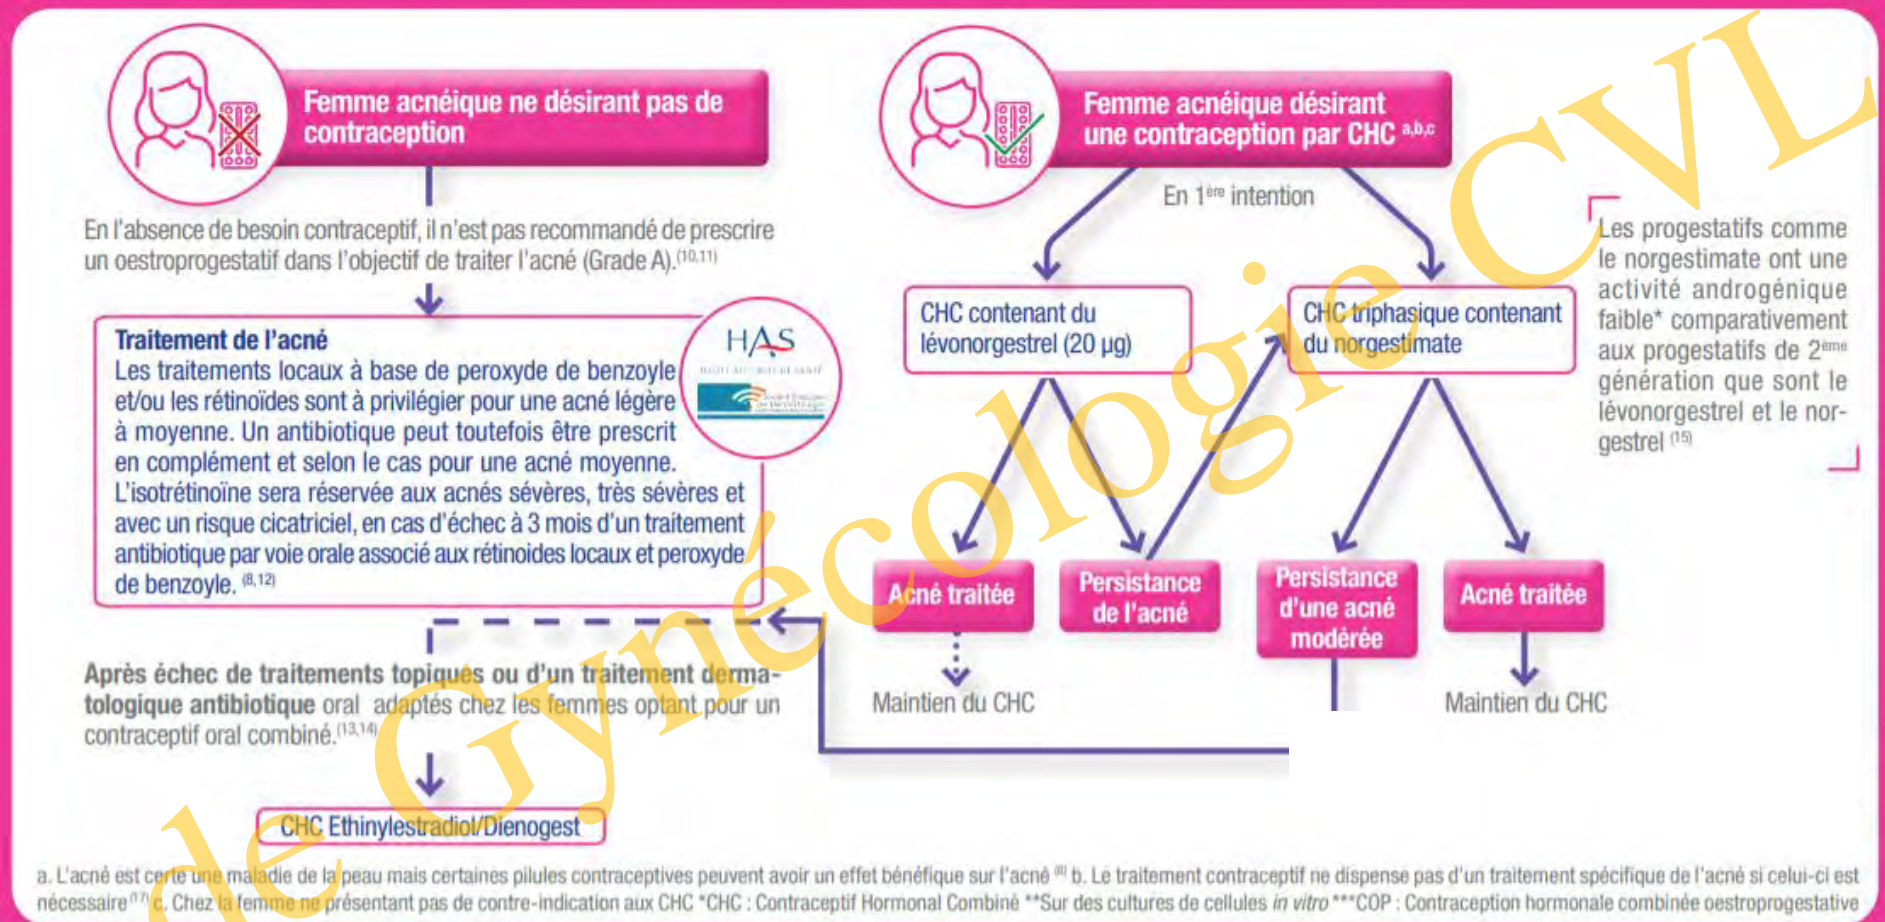 Femme acnéique ne désirant pas de
contraception
En l'absence de besoin contraceptif, il n'est pas recommandé de prescrire
un oestroprogestatif dans l'objectif de traiter l'acné (Grade A).(10,11)
Traitement de l'acné
Les traitements locaux à base de peroxyde de benzoyle
et/ou les rétinoïdes sont à privilégier pour une acné légère
à moyenne. Un antibiotique peut toutefois être prescrit
en complément et selon le cas pour une acné moyenne.
L'isotrétinoïne sera réservée aux acnés sévères, très sévères et
avec un risque cicatriciel, en cas d'échec à 3 mois d'un traitement
antibiotique par voie orale associé aux rétinoides locaux et peroxyde
de benzoyle. (8,12)
HAS
HAUTE AUTORITÉ DE SANTÉ
Après échec de traitements topiques ou d'un traitement derma-
tologique antibiotique oral adaptés chez les femmes optant pour un
contraceptif oral combiné.(13,14)
CHC Ethinylestradiol/Dienogest
Femme acnéique désirant
une contraception par CHC a,b,c
En 1ère intention
CHC contenant du
lévonorgestrel (20 µg)
CHC triphasique contenant
du norgestimate
Les progestatifs comme
le norgestimate ont une
activité androgénique
faible* comparativement
aux progestatifs de 2ème
génération que sont le
lévonorgestrel et le nor-
gestrel (15)
Acné traitée
Persistance
de l'acné
Persistance
d'une acné
modérée
Acné traitée
Maintien du CHC
Maintien du CHC
a. L'acné est certe une maladie de la peau mais certaines pilules contraceptives peuvent avoir un effet bénéfique sur l'acné b. Le traitement contraceptif ne dispense pas d'un traitement spécifique de l'acné si celui-ci est
nécessaire (17) c. Chez la femme ne présentant pas de contre-indication aux CHC *CHC : Contraceptif Hormonal Combiné **Sur des cultures de cellules in vitro ***COP : Contraception hormonale combinée oestroprogestative
de Gynécologie CVL